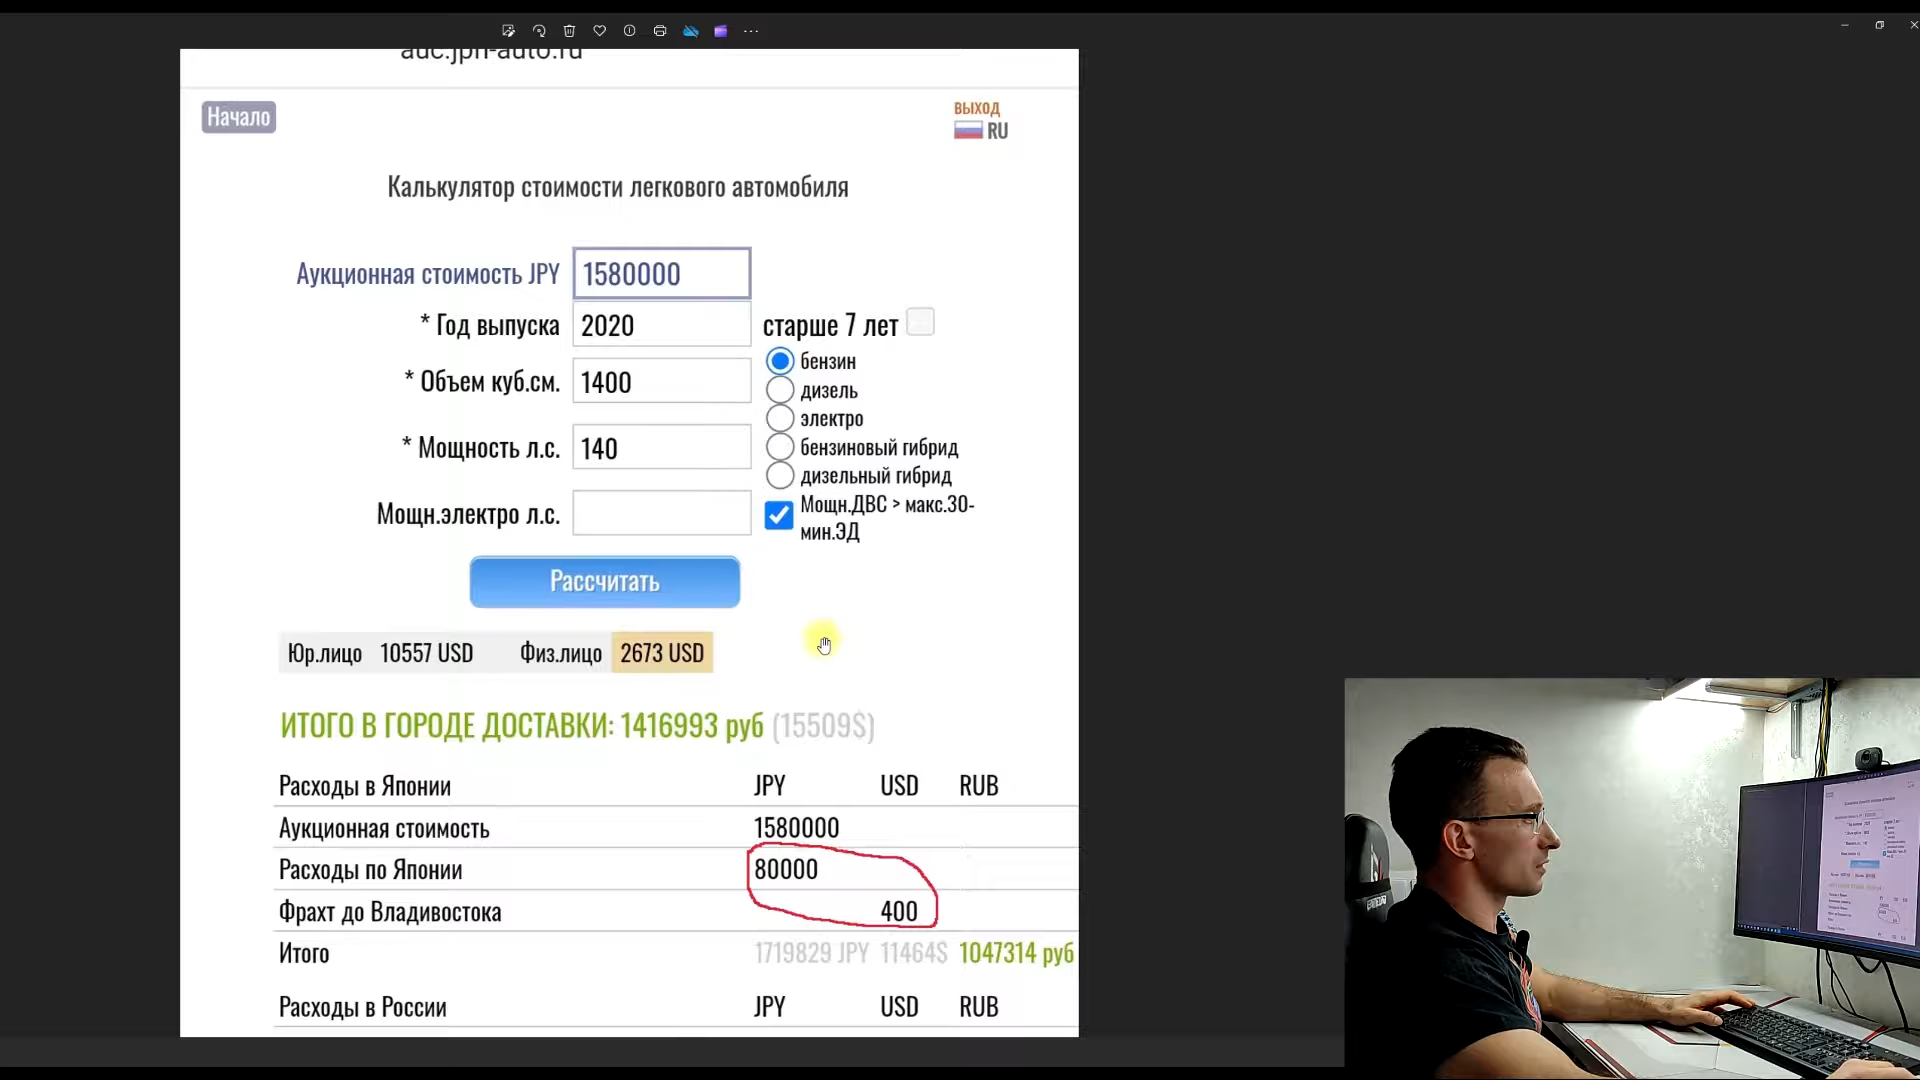 auc.jpn-auto.ru
Начало
ВЫХОД
RU
Калькулятор стоимости легкового автомобиля
Аукционная стоимость JPY 1580000
* Год выпуска 2020 старше 7 лет
* Объем куб.см. 1400
бензин
дизель
электро
* Мощность л.с. 140
бензиновый гибрид
дизельный гибрид
Мощн.электро л.с.
Мощн.ДВС > макс.30-
мин.ЭД
Рассчитать
Юр.лицо 10557 USD Физ.лицо 2673 USD
ИТОГО В ГОРОДЕ ДОСТАВКИ: 1416993 руб (15509$)
Расходы в Японии JPY USD RUB
Аукционная стоимость 1580000
Расходы по Японии 80000
Фрахт до Владивостока 400
Итого 1719829 JPY 11464$ 1047314 руб
Расходы в России JPY USD RUB